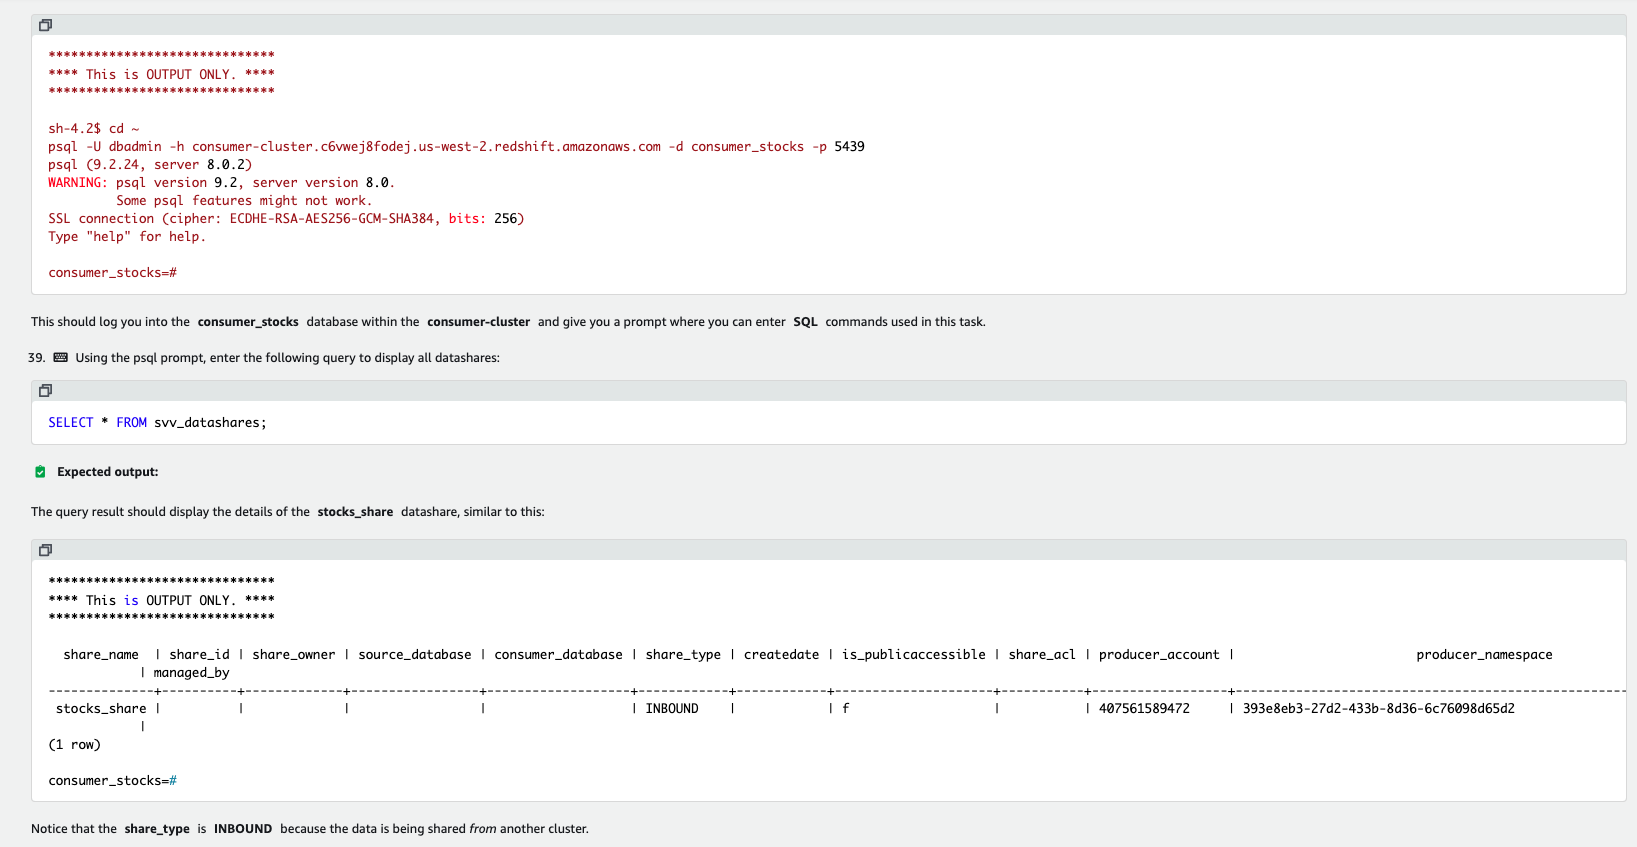 ******************************
**** This is OUTPUT ONLY. ****
******************************
sh-4.2$ cd ~
psql -U dbadmin -h consumer-cluster.c6vwej8fodej.us-west-2.redshift.amazonaws.com -d consumer_stocks -p 5439
psql (9.2.24, server 8.0.2)
WARNING: psql version 9.2, server version 8.0.
         Some psql features might not work.
SSL connection (cipher: ECDHE-RSA-AES256-GCM-SHA384, bits: 256)
Type "help" for help.
consumer_stocks=#
This should log you into the consumer_stocks database within the consumer-cluster and give you a prompt where you can enter SQL commands used in this task.
39. Using the psql prompt, enter the following query to display all datashares:
SELECT * FROM svv_datashares;
Expected output:
The query result should display the details of the stocks_share datashare, similar to this:
******************************
**** This is OUTPUT ONLY. ****
******************************
  share_name  | share_id | share_owner | source_database | consumer_database | share_type | createdate | is_publicaccessible | share_acl | producer_account |                        producer_namespace
            | managed_by
--------------+----------+-------------+-----------------+-------------------+------------+------------+---------------------+-----------+------------------+----------------------------------------------------
 stocks_share |          |             |                 |                   | INBOUND    |            | f                   |           | 407561589472     | 393e8eb3-27d2-433b-8d36-6c76098d65d2
            |
(1 row)
consumer_stocks=#
Notice that the share_type is INBOUND because the data is being shared from another cluster.